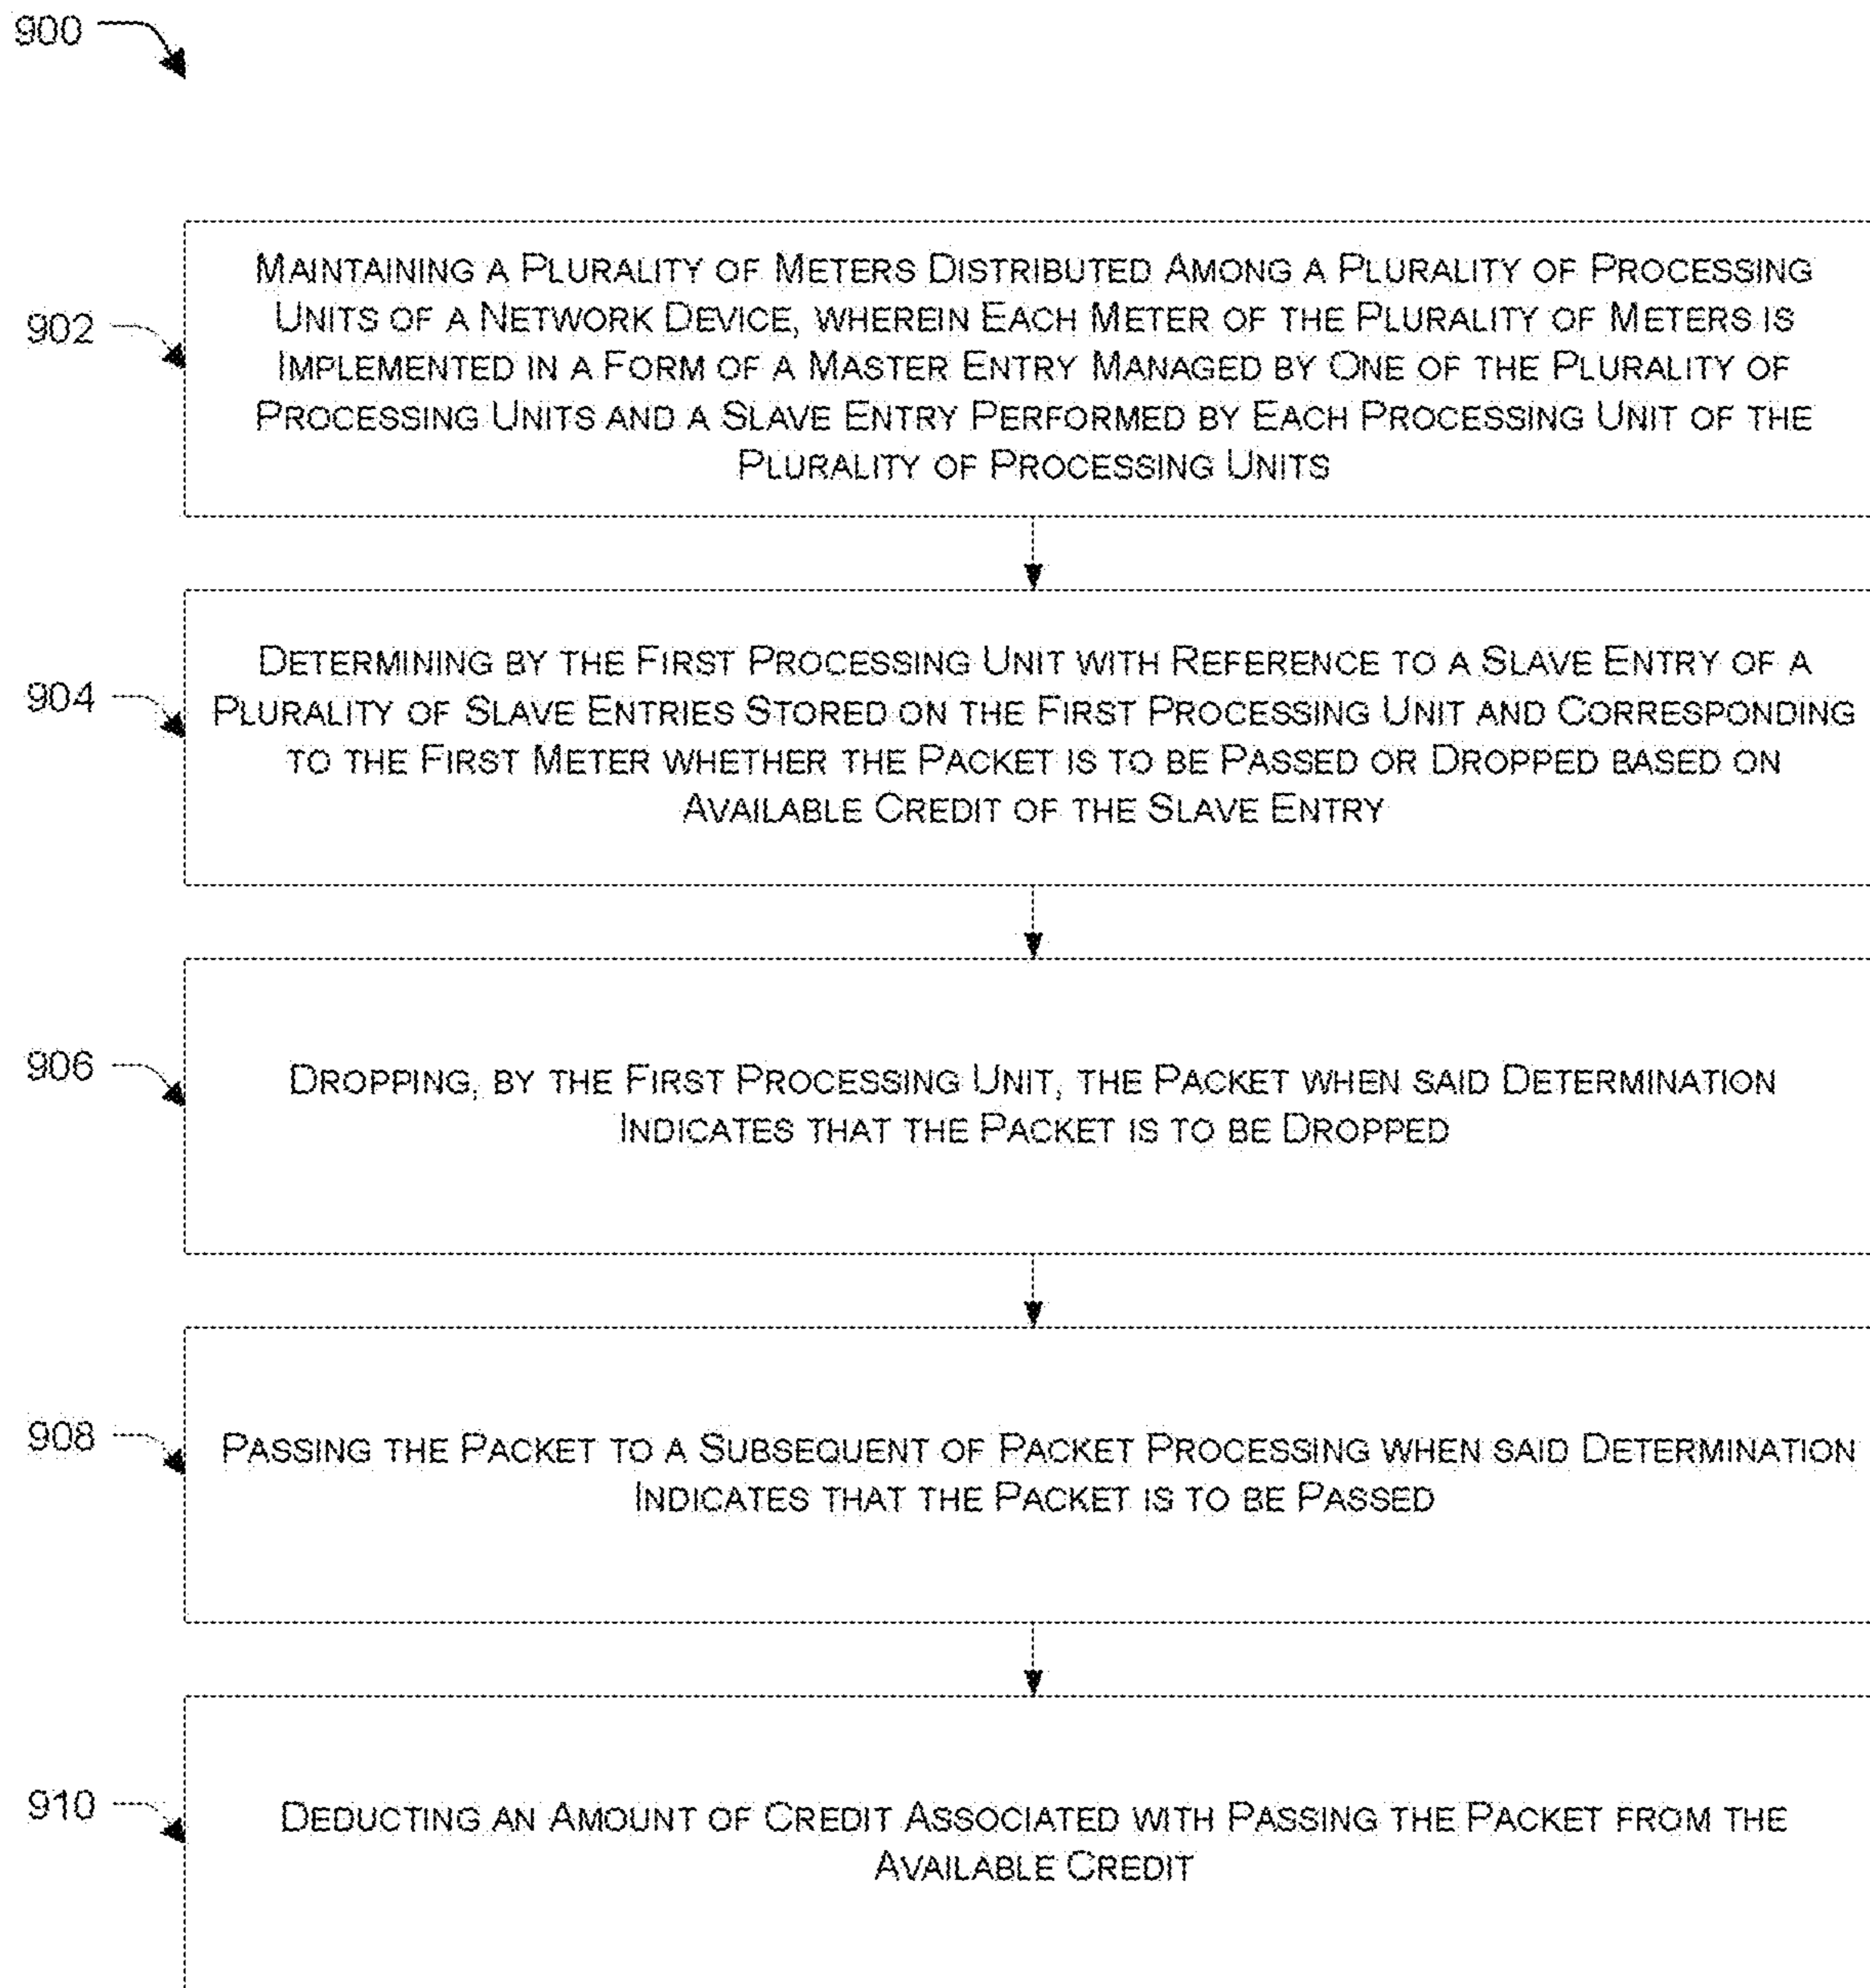 900
902
MAINTAINING A PLURALITY OF METERS DISTRIBUTED AMONG A PLURALITY OF PROCESSING
UNITS OF A NETWORK DEVICE, WHEREIN EACH METER OF THE PLURALITY OF METERS IS
IMPLEMENTED IN A FORM OF A MASTER ENTRY MANAGED BY ONE OF THE PLURALITY OF
PROCESSING UNITS AND A SLAVE ENTRY PERFORMED BY EACH PROCESSING UNIT OF THE
PLURALITY OF PROCESSING UNITS
904
DETERMINING BY THE FIRST PROCESSING UNIT WITH REFERENCE TO A SLAVE ENTRY OF A
PLURALITY OF SLAVE ENTRIES STORED ON THE FIRST PROCESSING UNIT AND CORRESPONDING
TO THE FIRST METER WHETHER THE PACKET IS TO BE PASSED OR DROPPED BASED ON
AVAILABLE CREDIT OF THE SLAVE ENTRY
906
DROPPING, BY THE FIRST PROCESSING UNIT, THE PACKET WHEN SAID DETERMINATION
INDICATES THAT THE PACKET IS TO BE DROPPED
908
PASSING THE PACKET TO A SUBSEQUENT OF PACKET PROCESSING WHEN SAID DETERMINATION
INDICATES THAT THE PACKET IS TO BE PASSED
910
DEDUCTING AN AMOUNT OF CREDIT ASSOCIATED WITH PASSING THE PACKET FROM THE
AVAILABLE CREDIT